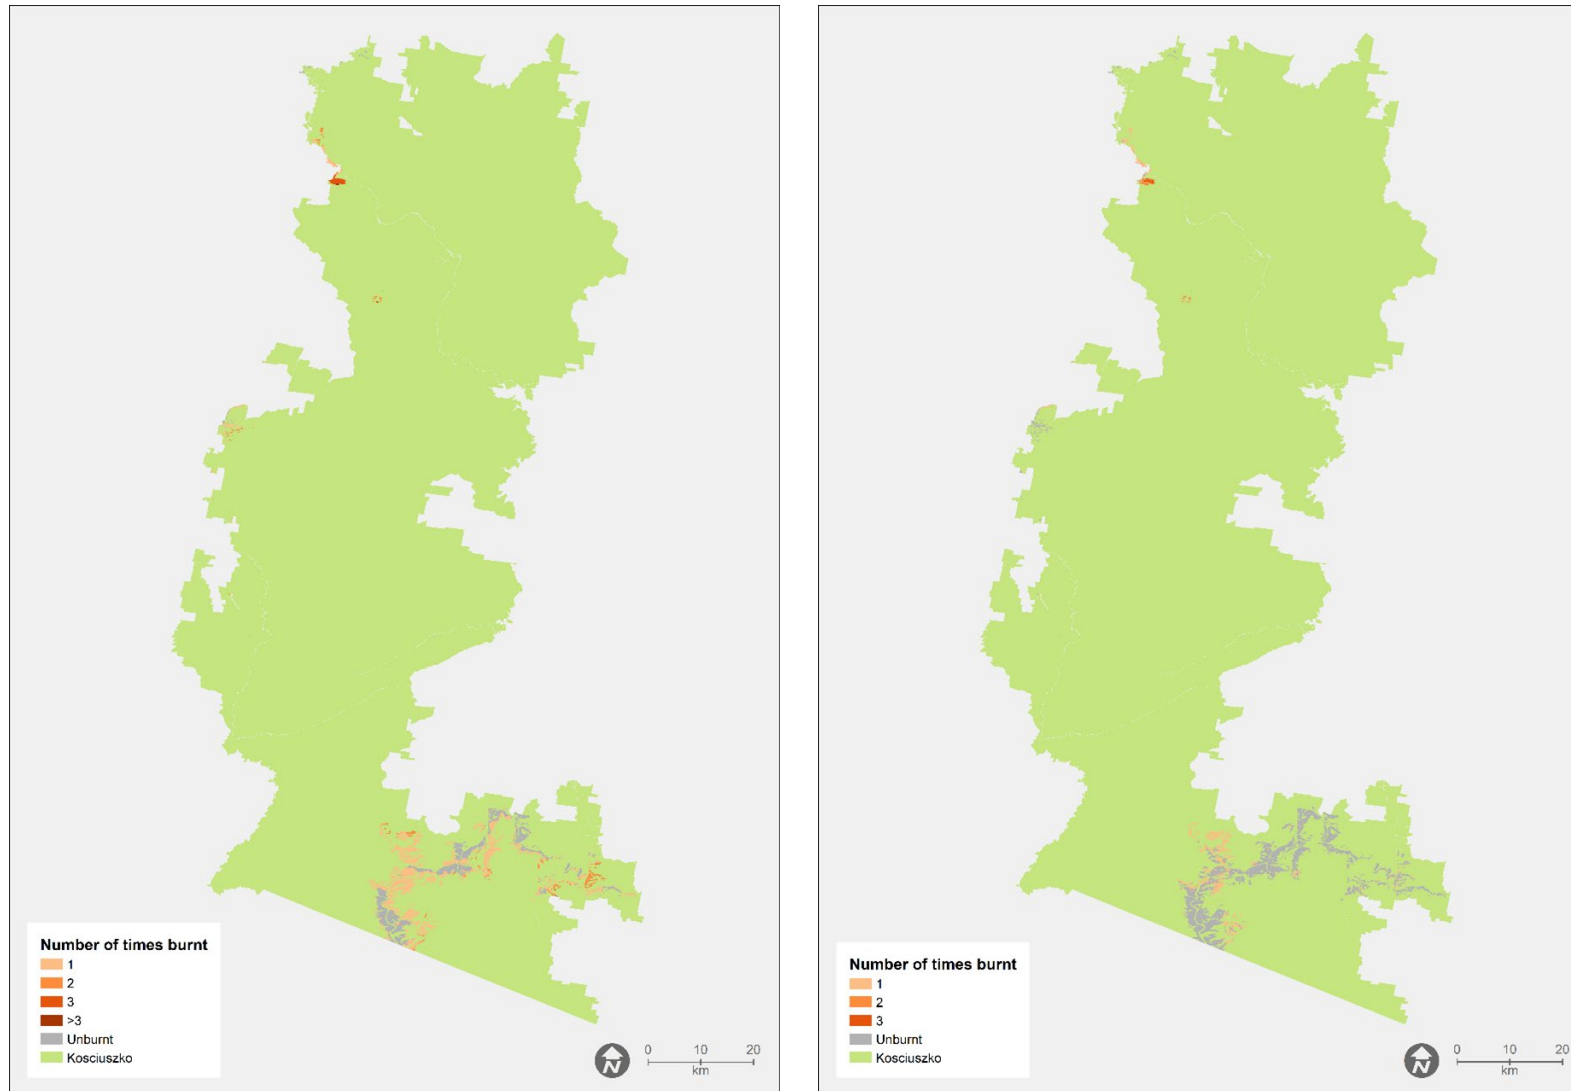 Number of times burnt
1
2
3
>3
Unburnt
Kosciuszko
N
0 10 20
km
Number of times burnt
1
2
3
Unburnt
Kosciuszko
N
0 10 20
km